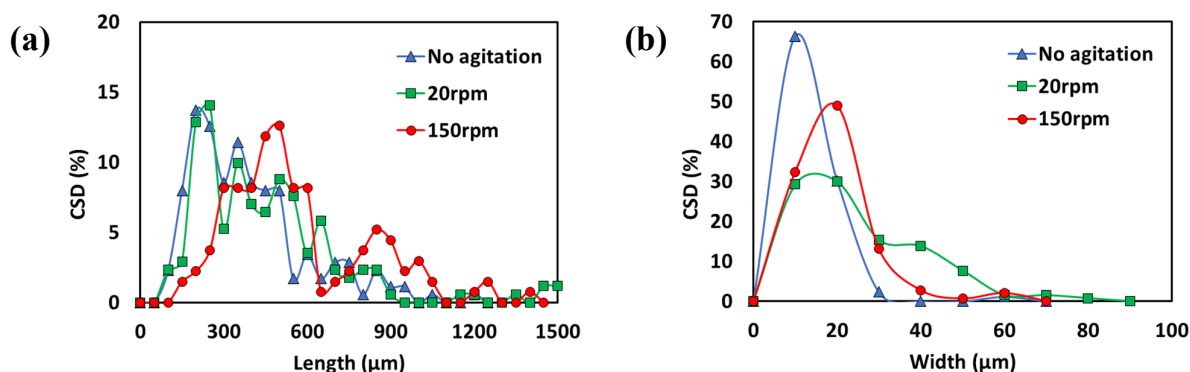 (a)
CSD (%)
20
15
10
5
0
0 300 600 900 1200 1500
Length (μm)
No agitation
20rpm
150rpm
(b)
CSD (%)
70
60
50
40
30
20
10
0
0 20 40 60 80 100
Width (μm)
No agitation
20rpm
150rpm